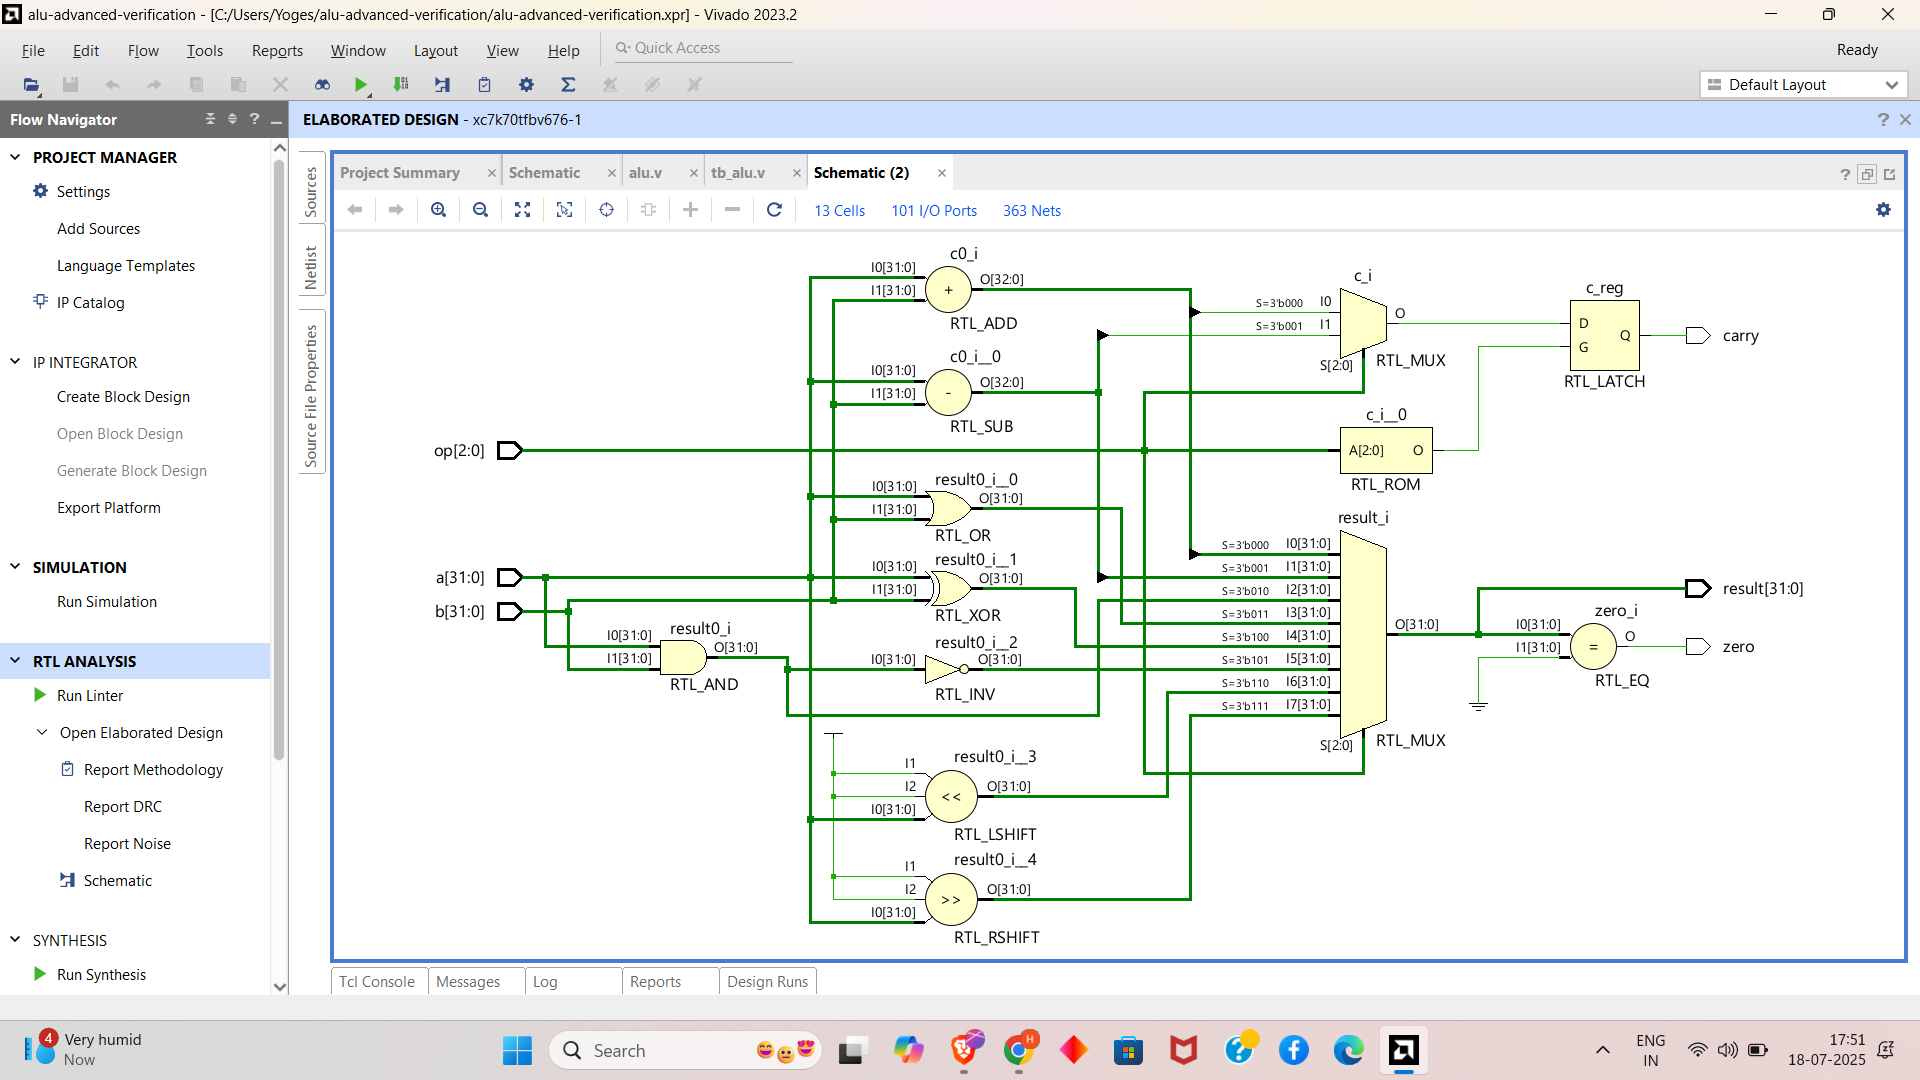 alu-advanced-verification - [C:/Users/Yoges/alu-advanced-verification/alu-advanced-verification.xpr] - Vivado 2023.2
File Edit Flow Tools Reports Window Layout View Help Quick Access
Ready
Default Layout
Flow Navigator
ELABORATED DESIGN - xc7k70tfbv676-1
PROJECT MANAGER
Settings
Add Sources
Language Templates
IP Catalog
IP INTEGRATOR
Create Block Design
Open Block Design
Generate Block Design
Export Platform
SIMULATION
Run Simulation
RTL ANALYSIS
Run Linter
Open Elaborated Design
Report Methodology
Report DRC
Report Noise
Schematic
SYNTHESIS
Run Synthesis
Sources
Netlist
Source File Properties
Project Summary Schematic alu.v tb_alu.v Schematic (2)
13 Cells 101 I/O Ports 363 Nets
c0_i
I0[31:0]
I1[31:0]
+
O[32:0]
RTL_ADD
c0_i__0
I0[31:0]
I1[31:0]
-
O[32:0]
RTL_SUB
op[2:0]
result0_i__0
I0[31:0]
I1[31:0]
O[31:0]
RTL_OR
result0_i__1
I0[31:0]
I1[31:0]
O[31:0]
RTL_XOR
a[31:0]
b[31:0]
result0_i
I0[31:0]
I1[31:0]
O[31:0]
RTL_AND
result0_i__2
I0[31:0]
O[31:0]
RTL_INV
result0_i__3
I1
I2
I0[31:0]
<<
O[31:0]
RTL_LSHIFT
result0_i__4
I1
I2
I0[31:0]
>>
O[31:0]
RTL_RSHIFT
c_i
S=3'b000 I0
S=3'b001 I1
S[2:0]
O
RTL_MUX
c_reg
D
G
Q
RTL_LATCH
carry
c_i__0
A[2:0] O
RTL_ROM
result_i
S=3'b000 I0[31:0]
S=3'b001 I1[31:0]
S=3'b010 I2[31:0]
S=3'b011 I3[31:0]
S=3'b100 I4[31:0]
S=3'b101 I5[31:0]
S=3'b110 I6[31:0]
S=3'b111 I7[31:0]
S[2:0]
O[31:0]
RTL_MUX
result[31:0]
zero_i
I0[31:0]
I1[31:0]
=
O
RTL_EQ
zero
Tcl Console Messages Log Reports Design Runs
4
Very humid
Now
Search
H
ENG
IN
17:51
18-07-2025